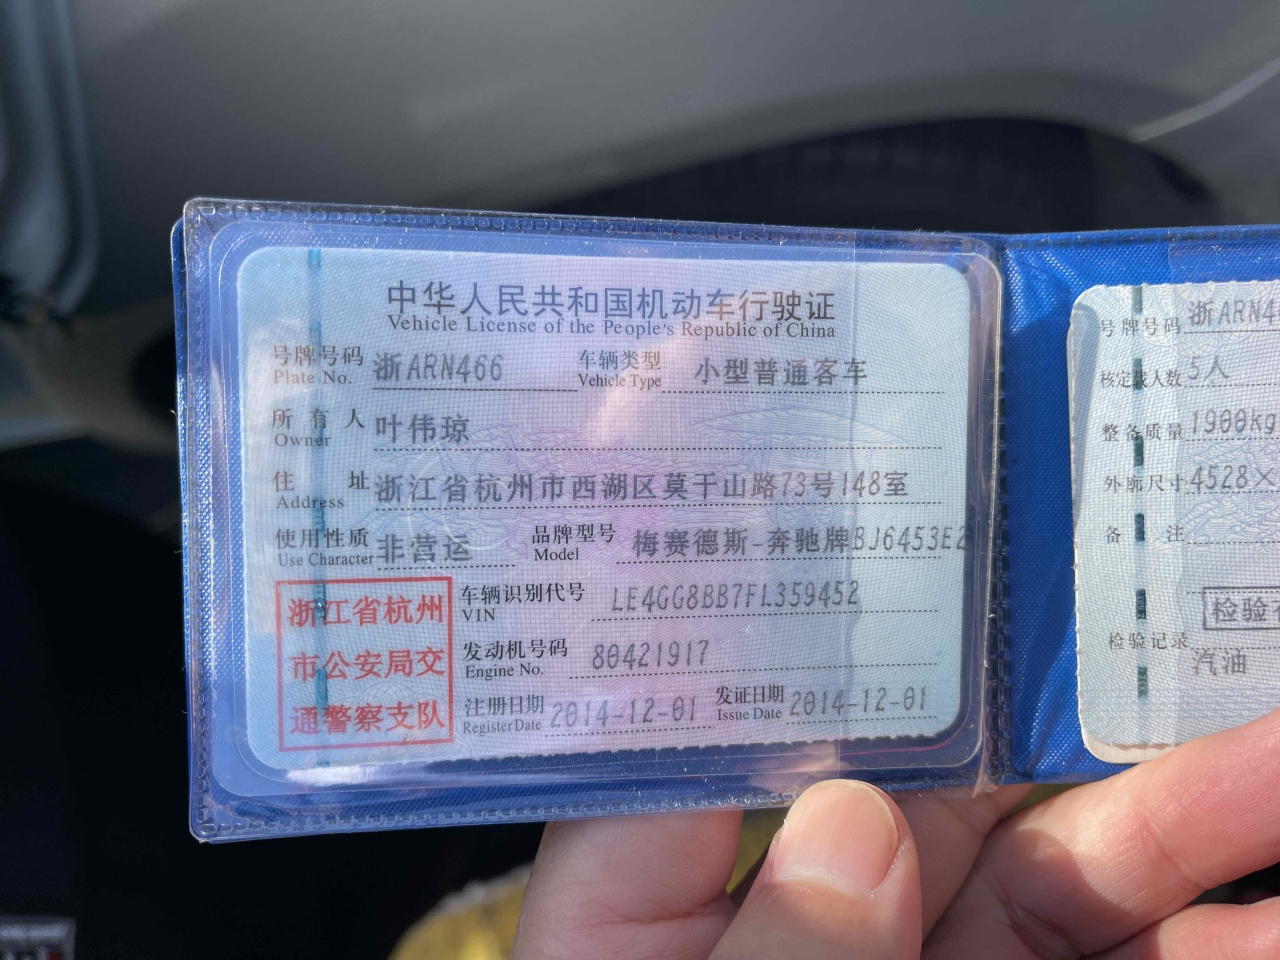 中华人民共和国机动车行驶证
Vehicle License of the People's Republic of China
号牌号码 浙ARN466 车辆类型 小型普通客车
Plate No. Vehicle Type
所有人 叶伟琼
Owner
住址 浙江省杭州市西湖区莫干山路73号148室
Address
使用性质 非营运 品牌型号 梅赛德斯-奔驰牌BJ6453E2
Use Character Model
浙江省杭州
市公安局交
通警察支队
车辆识别代号 LE4GG8BB7FL359452
VIN
发动机号码 80421917
Engine No.
注册日期 2014-12-01 发证日期 2014-12-01
Register Date Issue Date
号牌号码 浙ARN4
核定载人数 5人
整备质量 1900kg
外廓尺寸 4528×
备注
检验
检验记录
汽油